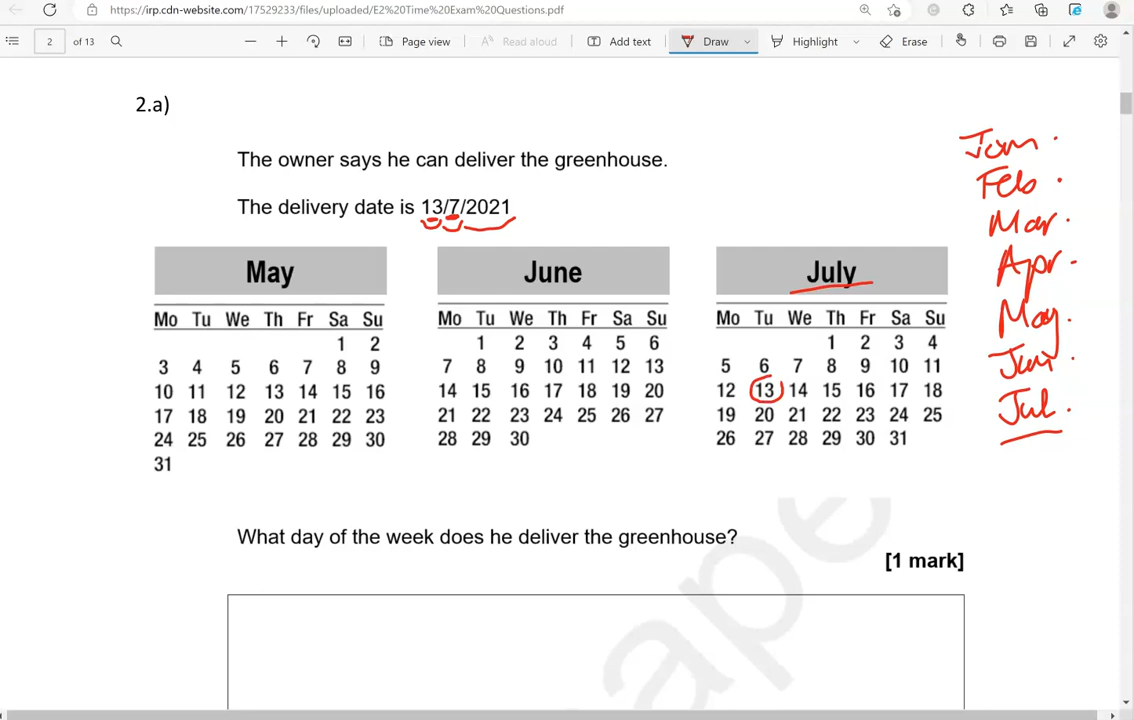 https://irp.cdn-website.com/17529233/files/uploaded/E2%20Time%20Exam%20Questions.pdf
2 of 13 Page view Read aloud Add text Draw Highlight Erase
2.a)
The owner says he can deliver the greenhouse.
The delivery date is 13/7/2021
May June July
Mo Tu We Th Fr Sa Su Mo Tu We Th Fr Sa Su Mo Tu We Th Fr Sa Su
1 2 1 2 3 4 5 6 1 2 3 4
3 4 5 6 7 8 9 7 8 9 10 11 12 13 5 6 7 8 9 10 11
10 11 12 13 14 15 16 14 15 16 17 18 19 20 12 13 14 15 16 17 18
17 18 19 20 21 22 23 21 22 23 24 25 26 27 19 20 21 22 23 24 25
24 25 26 27 28 29 30 28 29 30 26 27 28 29 30 31
31
Jan
Feb
Mar
Apr
May
Jun
Jul
What day of the week does he deliver the greenhouse?
[1 mark]